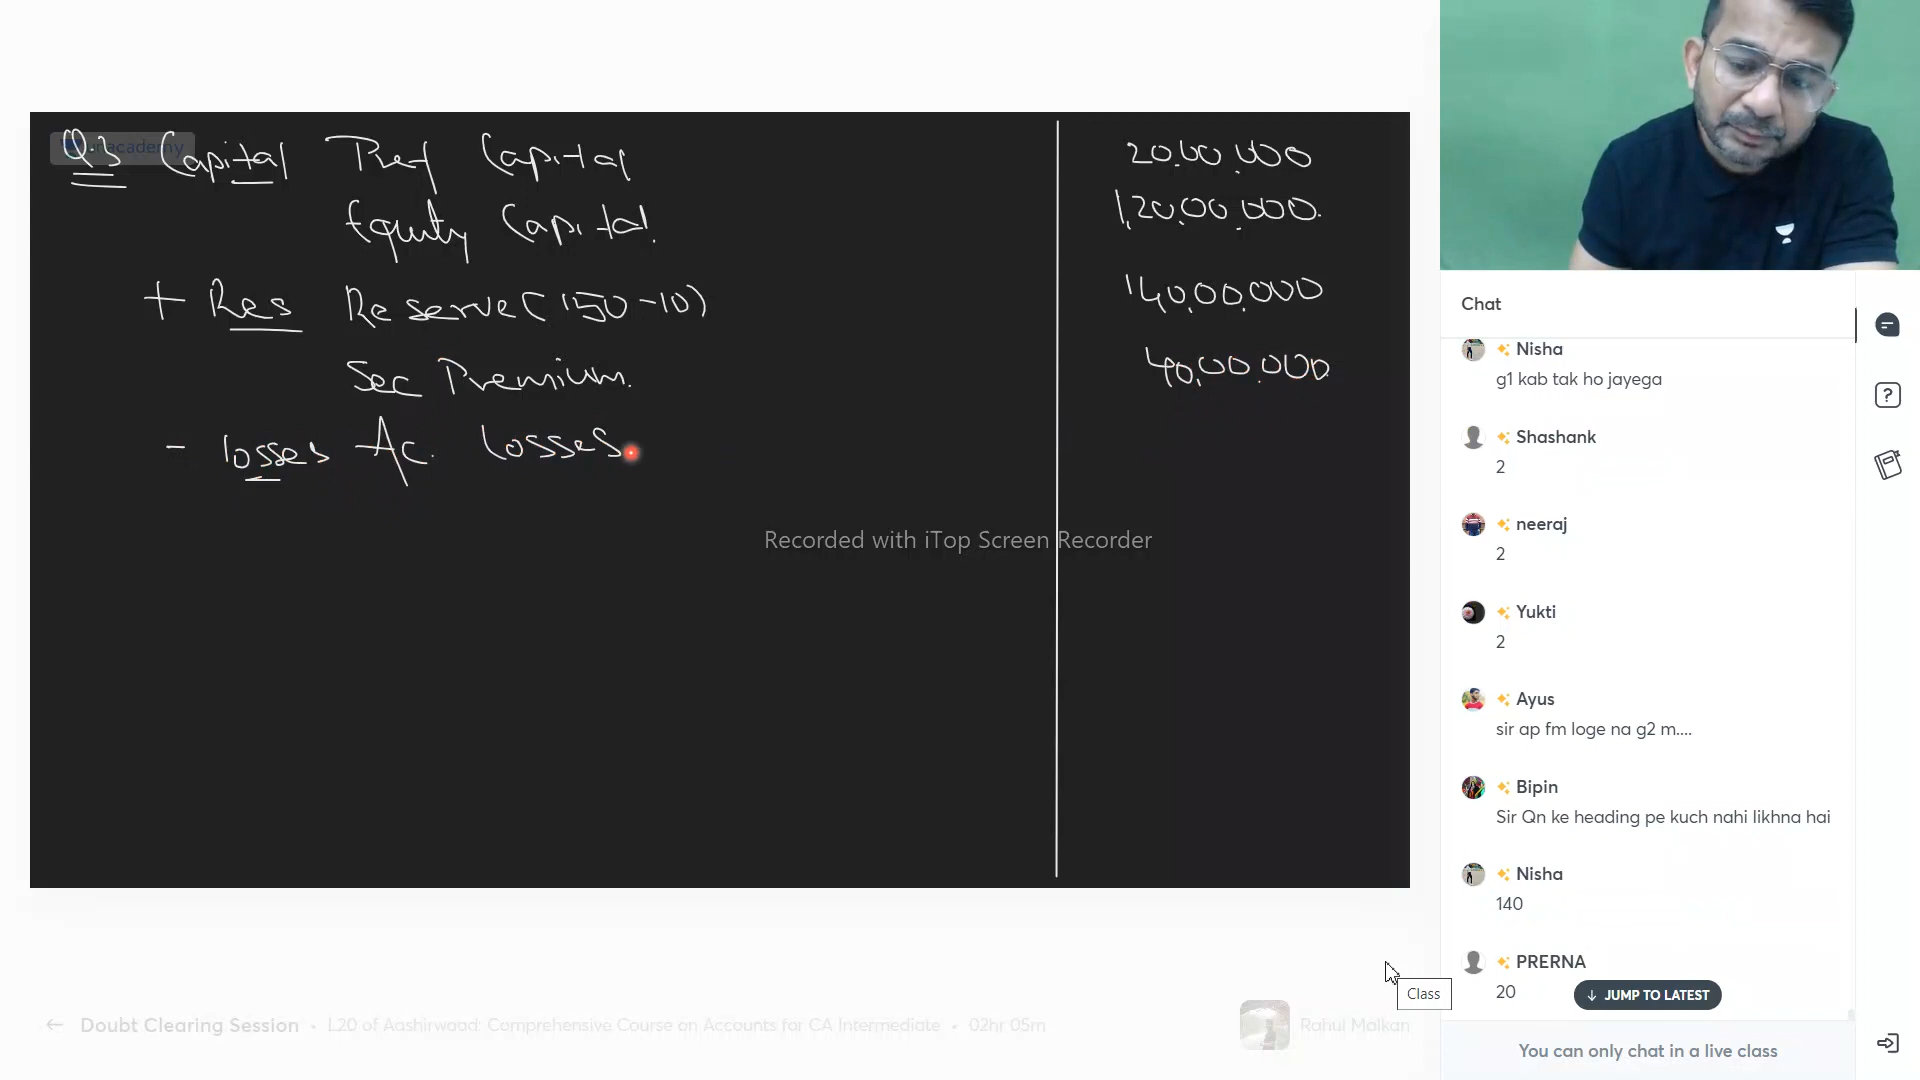 Q.3 Capital Pref Capital 20,00,000
unacademy
Equity Capital. 1,20,00,000.
+ Res Reserve (150-10) 140,00,000
Sec Premium. 40,00,000
- losses Ac. Losses
Recorded with iTop Screen Recorder
Class
← Doubt Clearing Session • L20 of Aashirwaad: Comprehensive Course on Accounts for CA Intermediate • 02hr 05m
Rahul Malkan
Chat
Nisha
g1 kab tak ho jayega
Shashank
2
neeraj
2
Yukti
2
Ayus
sir ap fm loge na g2 m....
Bipin
Sir Qn ke heading pe kuch nahi likhna hai
Nisha
140
PRERNA
20
↓ JUMP TO LATEST
You can only chat in a live class